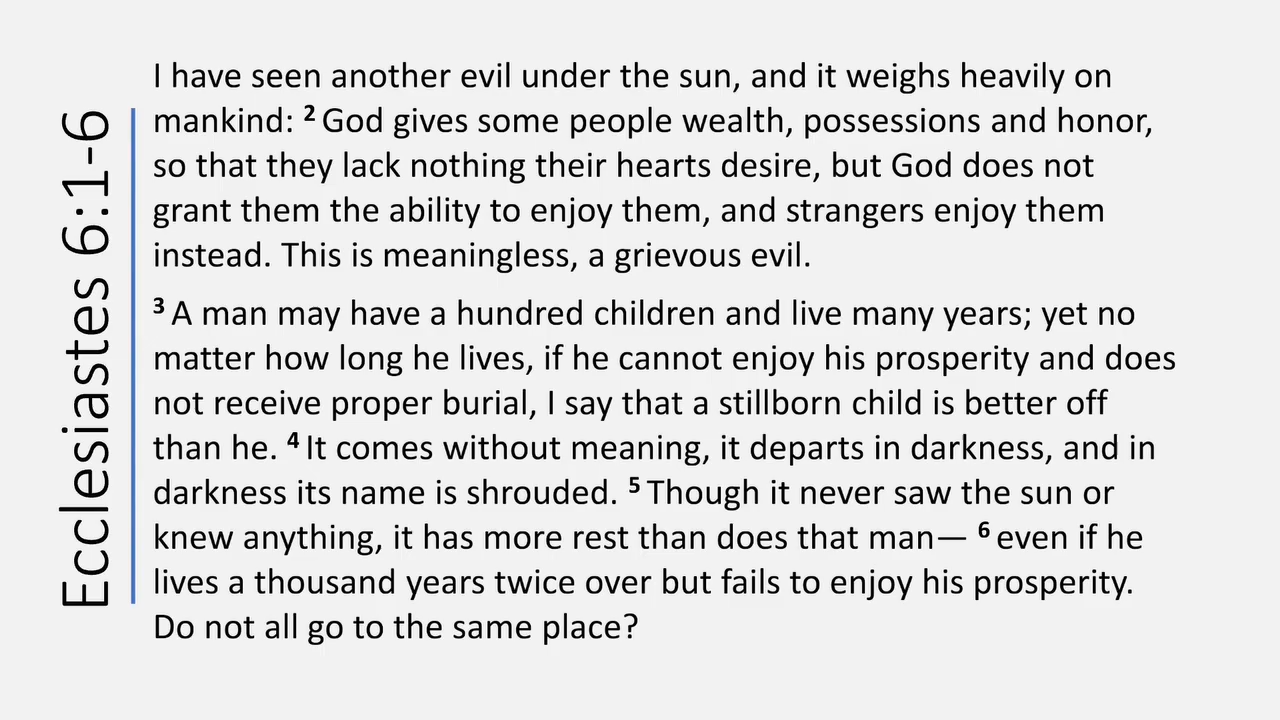 Ecclesiastes 6:1-6
I have seen another evil under the sun, and it weighs heavily on
mankind: 2 God gives some people wealth, possessions and honor,
so that they lack nothing their hearts desire, but God does not
grant them the ability to enjoy them, and strangers enjoy them
instead. This is meaningless, a grievous evil.
3 A man may have a hundred children and live many years; yet no
matter how long he lives, if he cannot enjoy his prosperity and does
not receive proper burial, I say that a stillborn child is better off
than he. 4 It comes without meaning, it departs in darkness, and in
darkness its name is shrouded. 5 Though it never saw the sun or
knew anything, it has more rest than does that man— 6 even if he
lives a thousand years twice over but fails to enjoy his prosperity.
Do not all go to the same place?